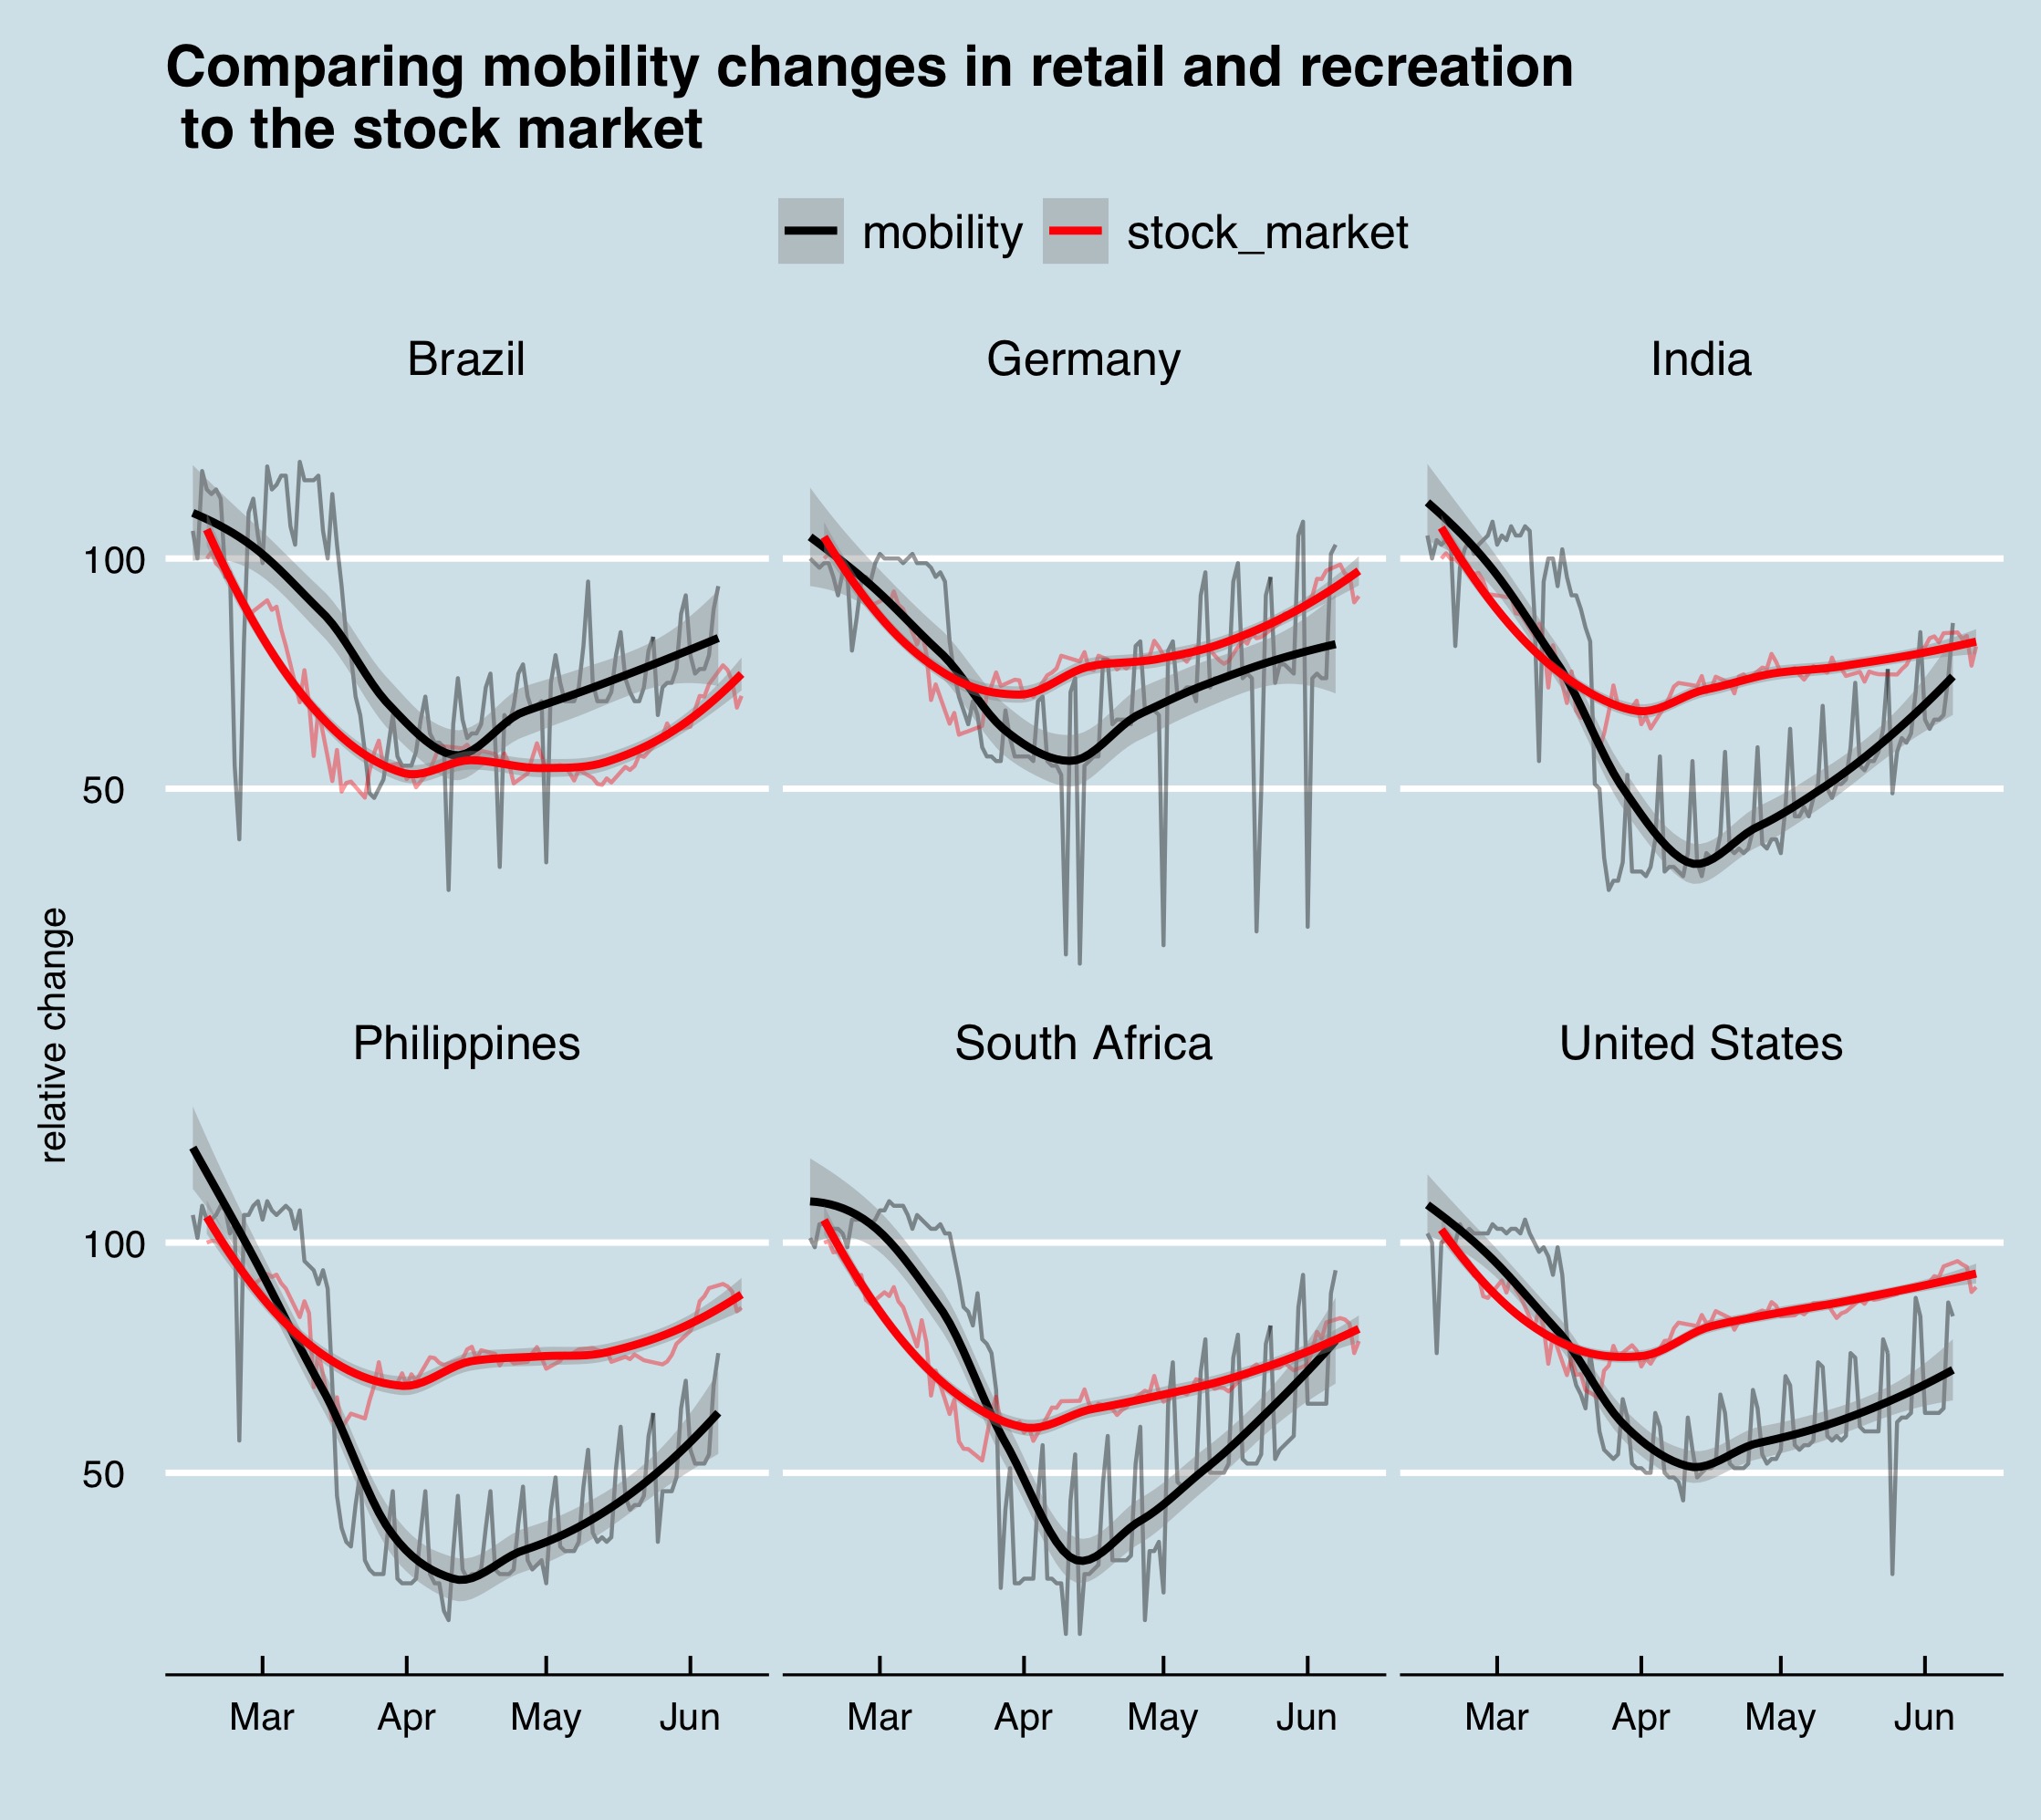 Comparing mobility changes in retail and recreation
to the stock market
mobility
stock_market
Brazil
Germany
India
100
50
relative change
Philippines
South Africa
United States
100
50
Mar
Apr
May
Jun
Mar
Apr
May
Jun
Mar
Apr
May
Jun